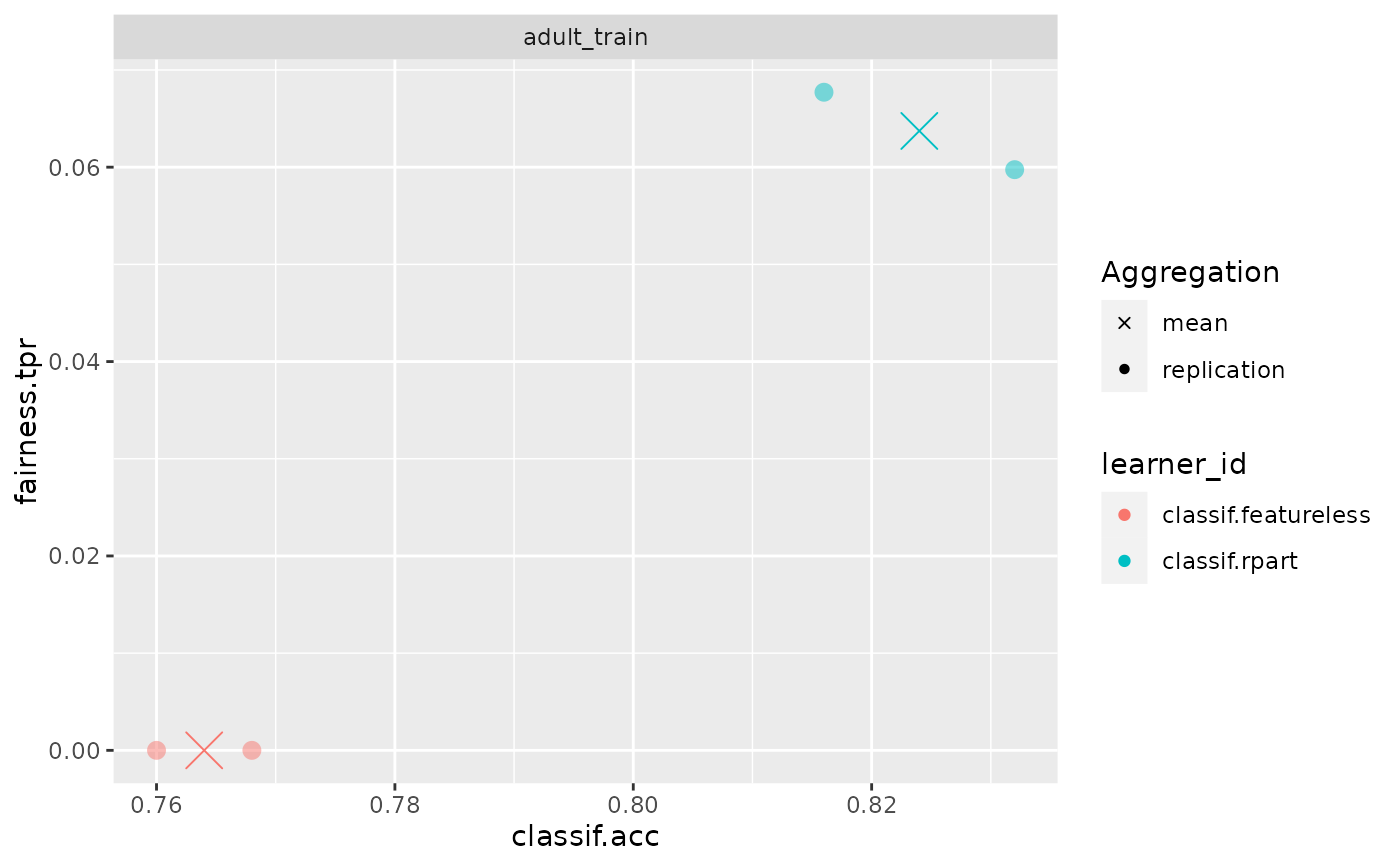 adult_train
0.06
0.04
0.02
0.00
fairness.tpr
0.76 0.78 0.80 0.82
classif.acc
Aggregation
mean
replication
learner_id
classif.featureless
classif.rpart